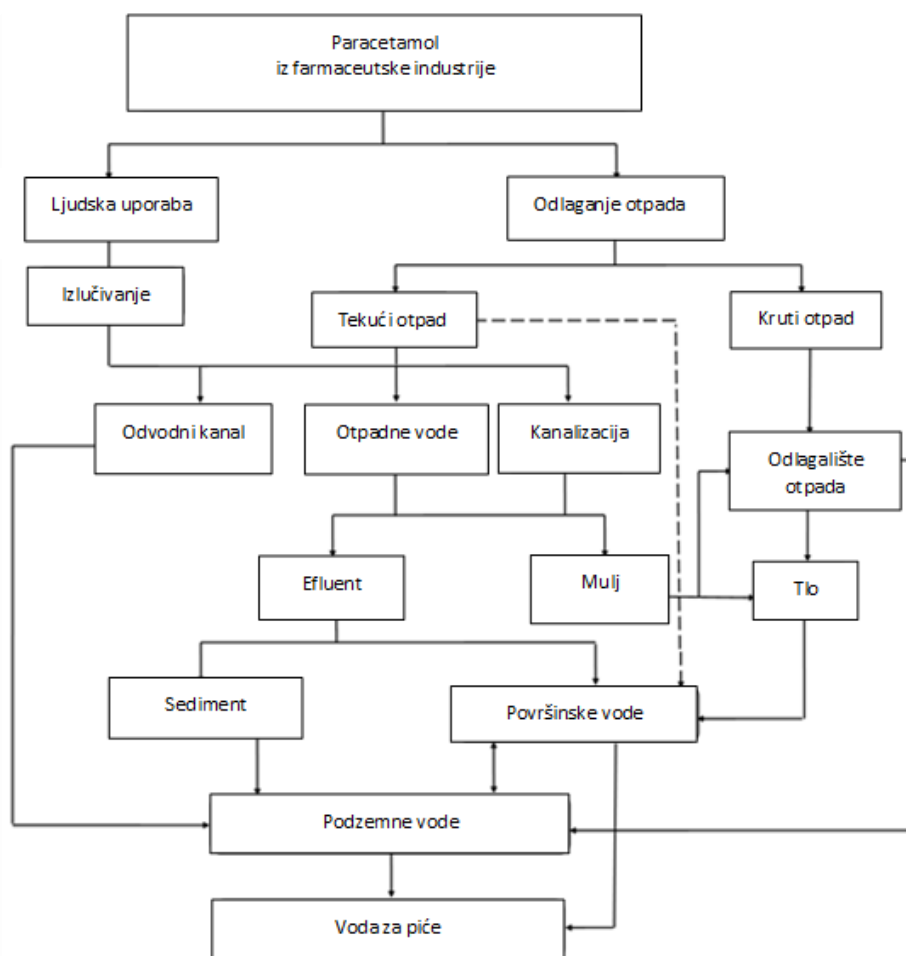 Paracetamol
iz farmaceutske industrije
Ljudska uporaba
Odlaganje otpada
Izlučivanje
Tekući otpad
Kruti otpad
Odvodni kanal
Otpadne vode
Kanalizacija
Odlagalište
otpada
Efluent
Mulj
Tlo
Sediment
Površinske vode
Podzemne vode
Voda za piće